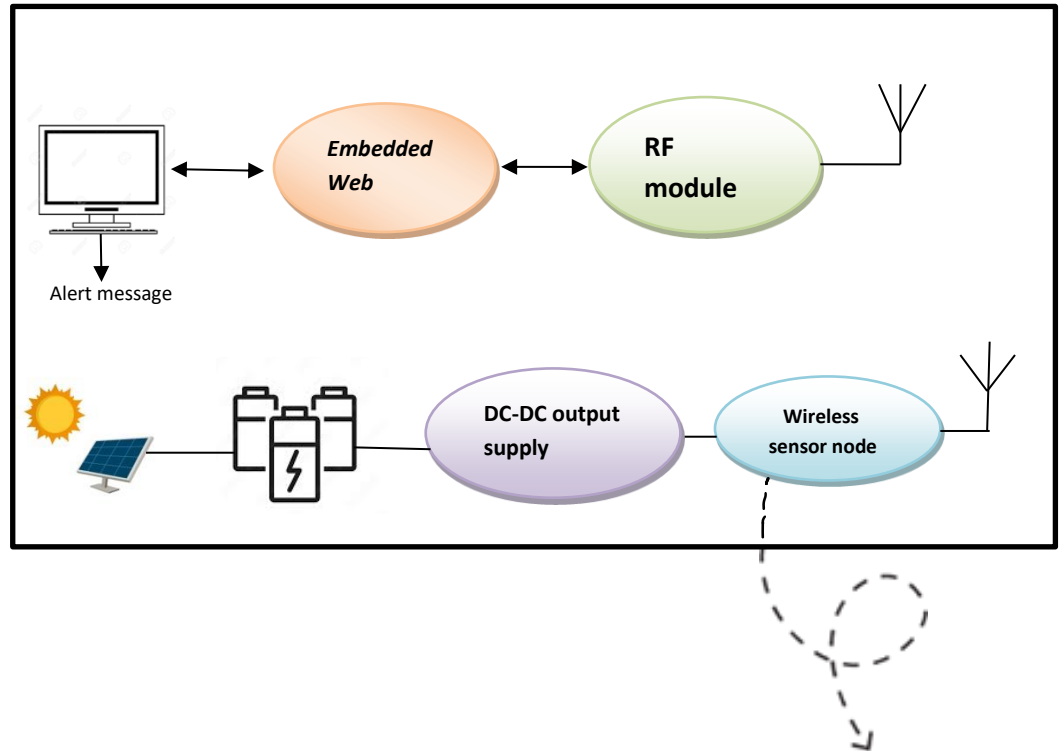 Embedded
Web
RF
module
Alert message
DC-DC output
supply
Wireless
sensor node